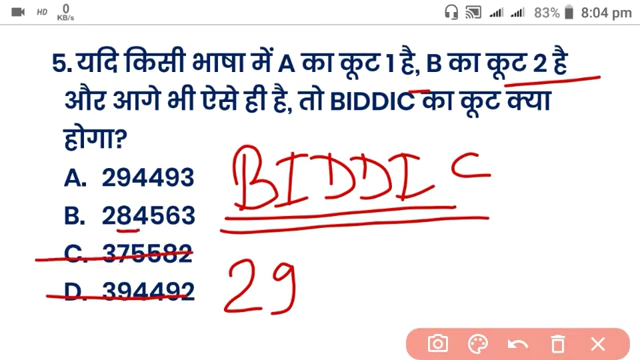 HD 0 KB/s 83% 8:04 pm
5. यदि किसी भाषा में A का कूट 1 है, B का कूट 2 है
और आगे भी ऐसे ही है, तो BIDDIC का कूट क्या
होगा?
A. 294493
BIDDIC
B. 284563
C. 375582
D. 394492
29